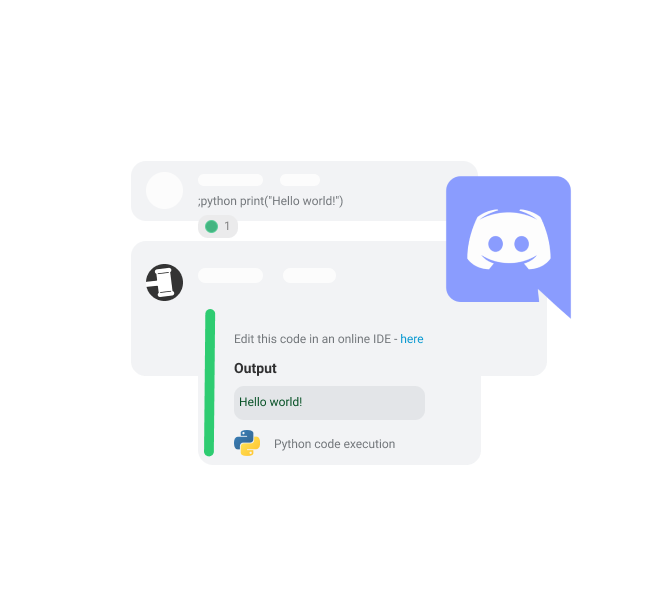 ;python print("Hello world!")
1
Edit this code in an online IDE - here
Output
Hello world!
Python code execution